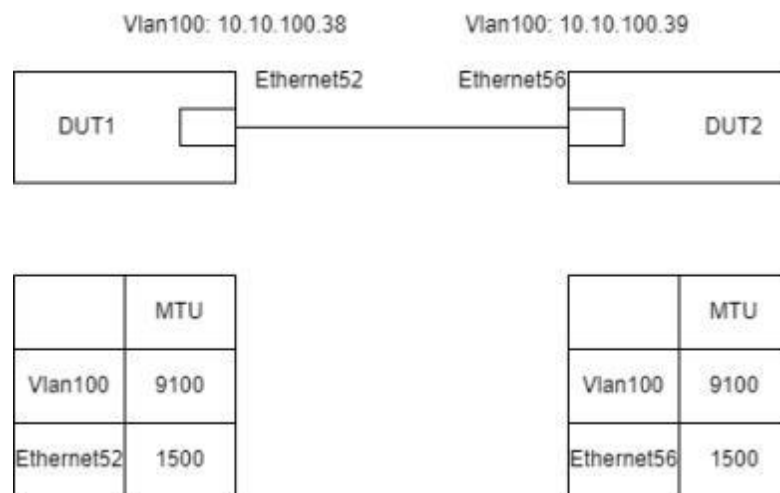 Vlan100: 10.10.100.38 Vlan100: 10.10.100.39
Ethernet52 Ethernet56
DUT1 DUT2
MTU MTU
Vlan100 9100 Vlan100 9100
Ethernet52 1500 Ethernet56 1500